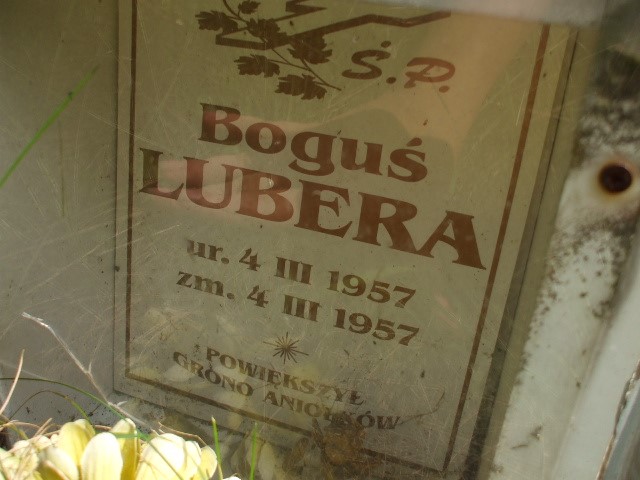 Ś.P.
Boguś
LUBERA
ur. 4 III 1957
zm. 4 III 1957
POWIĘKSZYŁ
GRONO ANIOŁKÓW